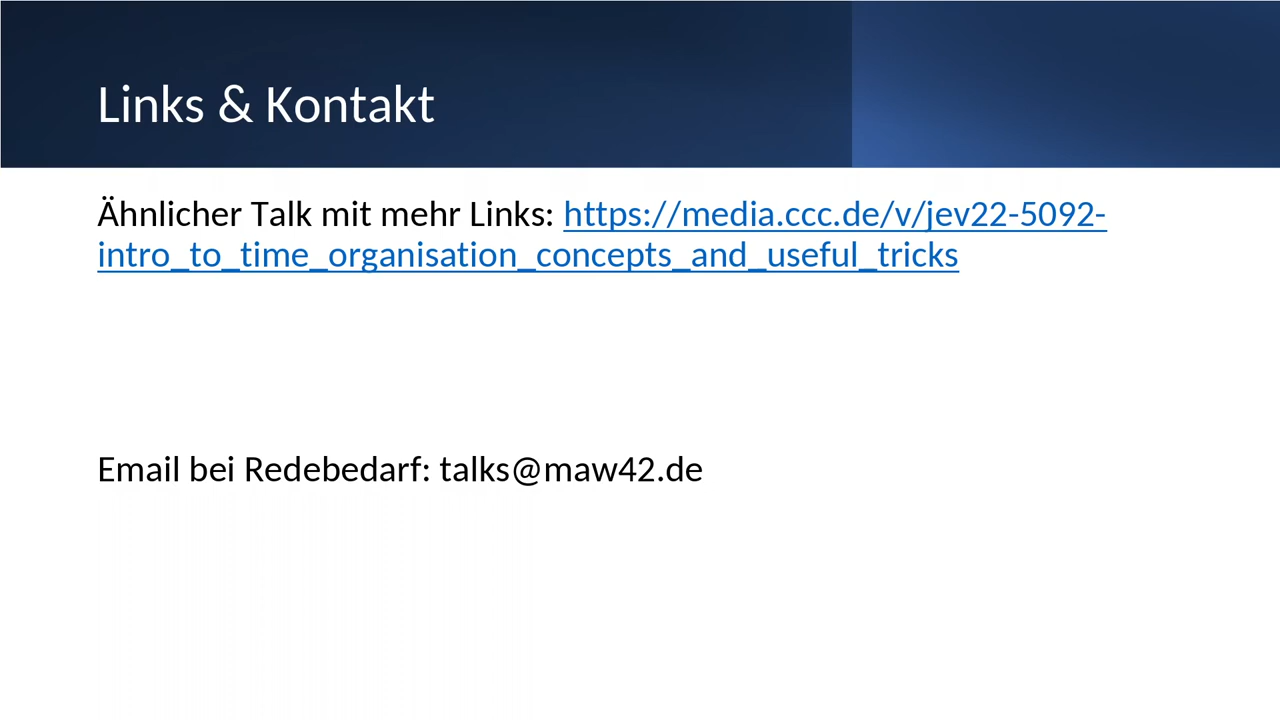 Links & Kontakt
Ähnlicher Talk mit mehr Links: https://media.ccc.de/v/jev22-5092-
intro_to_time_organisation_concepts_and_useful_tricks
Email bei Redebedarf: talks@maw42.de